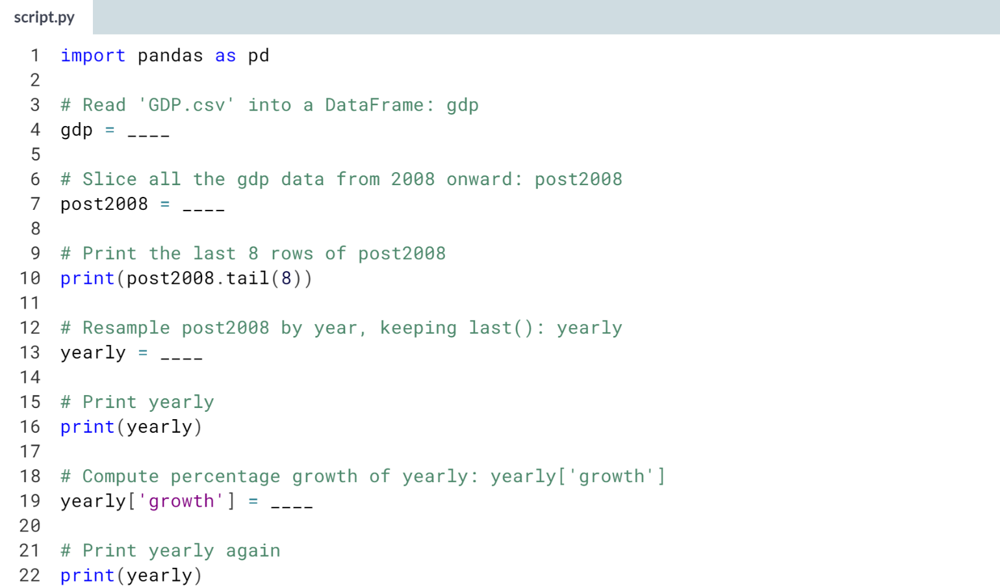 script.py
1 import pandas as pd
2
3 # Read 'GDP.csv' into a DataFrame: gdp
4 gdp = ____
5
6 # Slice all the gdp data from 2008 onward: post2008
7 post2008 = ____
8
9 # Print the last 8 rows of post2008
10 print(post2008.tail(8))
11
12 # Resample post2008 by year, keeping last(): yearly
13 yearly = ____
14
15 # Print yearly
16 print(yearly)
17
18 # Compute percentage growth of yearly: yearly['growth']
19 yearly['growth'] = ____
20
21 # Print yearly again
22 print(yearly)